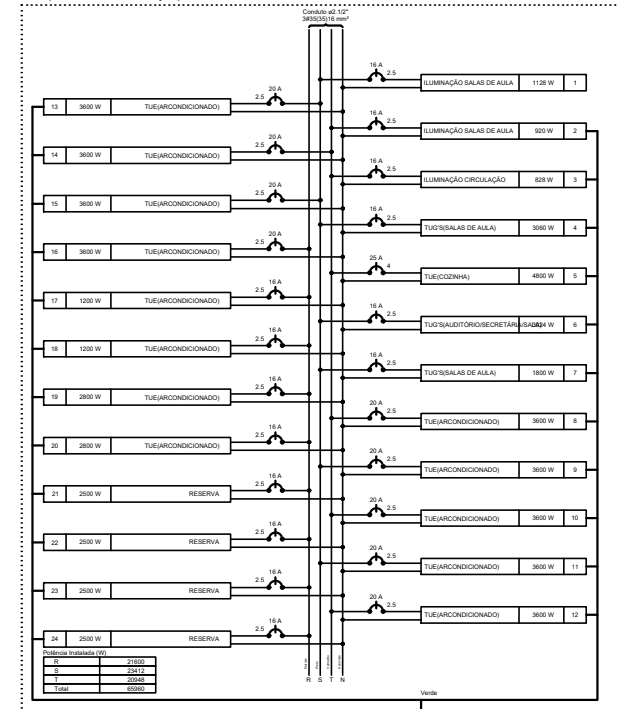 Conduto ø2.1/2"
3#35(35)16 mm²
16 A
2.5
ILUMINAÇÃO SALAS DE AULA 1128 W 1
20 A
2.5
13 3600 W TUE(ARCONDICIONADO)
16 A
2.5
ILUMINAÇÃO SALAS DE AULA 920 W 2
20 A
2.5
14 3600 W TUE(ARCONDICIONADO)
16 A
2.5
ILUMINAÇÃO CIRCULAÇÃO 828 W 3
20 A
2.5
15 3600 W TUE(ARCONDICIONADO)
16 A
2.5
TUG'S(SALAS DE AULA) 3060 W 4
20 A
2.5
16 3600 W TUE(ARCONDICIONADO)
25 A
4
TUE(COZINHA) 4800 W 5
16 A
2.5
17 1200 W TUE(ARCONDICIONADO)
16 A
2.5
TUG'S(AUDITÓRIO/SECRETÁRIA/ W 6
16 A
2.5
18 1200 W TUE(ARCONDICIONADO)
16 A
2.5
TUG'S(SALAS DE AULA) 1800 W 7
16 A
2.5
19 2800 W TUE(ARCONDICIONADO)
20 A
2.5
TUE(ARCONDICIONADO) 3600 W 8
16 A
2.5
20 2800 W TUE(ARCONDICIONADO)
20 A
2.5
TUE(ARCONDICIONADO) 3600 W 9
16 A
2.5
21 2500 W RESERVA
20 A
2.5
TUE(ARCONDICIONADO) 3600 W 10
16 A
2.5
22 2500 W RESERVA
20 A
2.5
TUE(ARCONDICIONADO) 3600 W 11
16 A
2.5
23 2500 W RESERVA
20 A
2.5
TUE(ARCONDICIONADO) 3600 W 12
16 A
2.5
24 2500 W RESERVA
Potência Instalada (W)
R 21600
S 23412
T 20948
Total 65960
R S T N
Verde